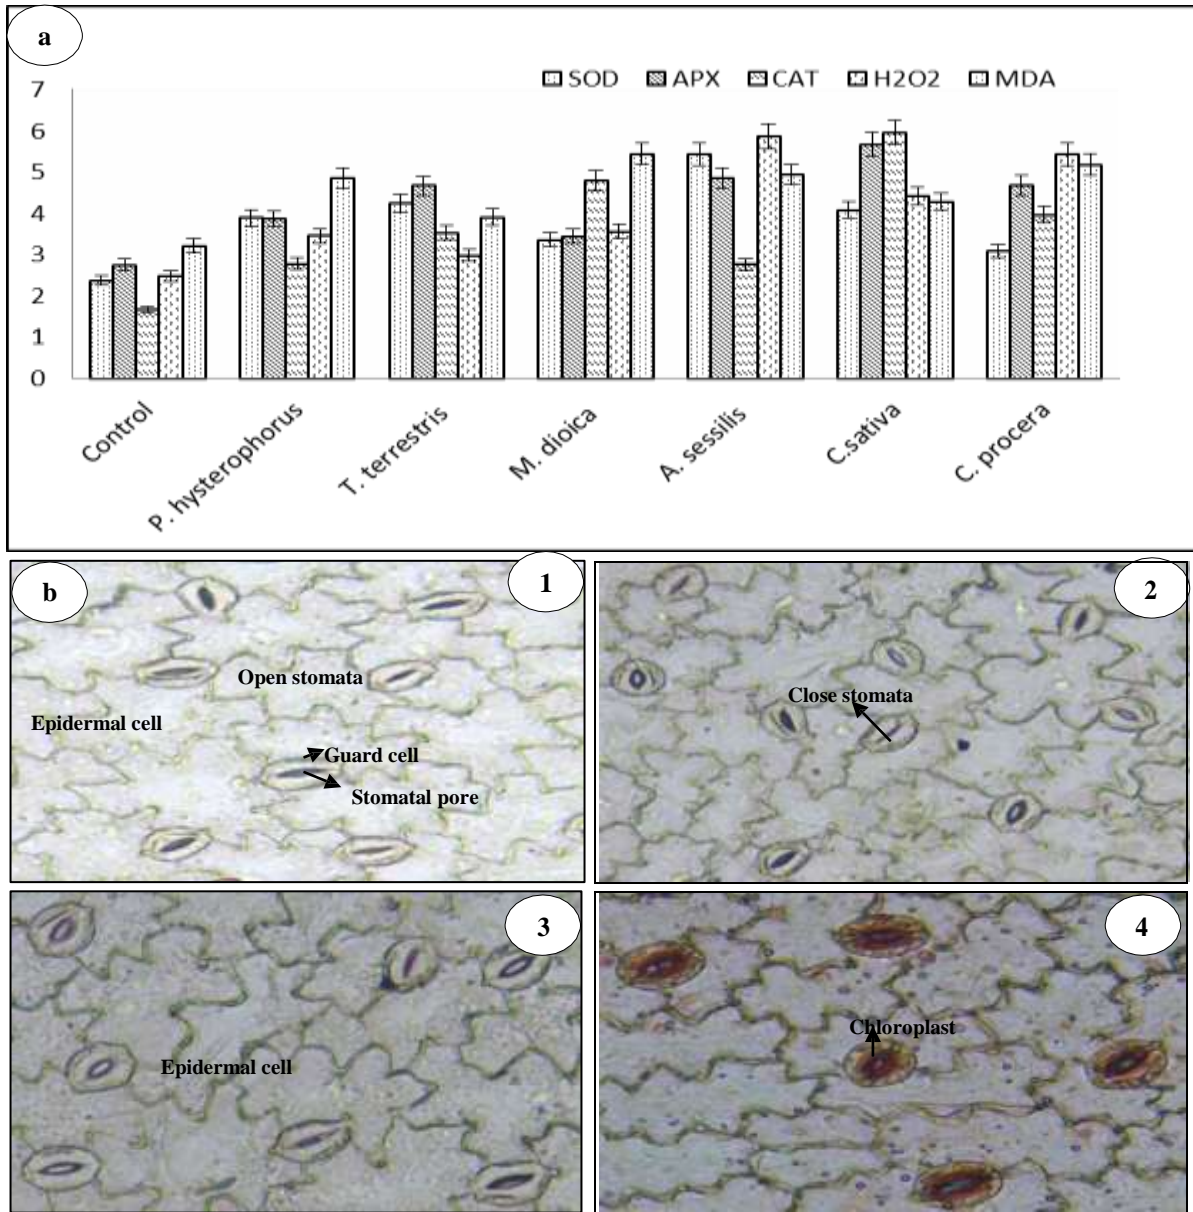 a
SOD APX CAT H2O2 MDA
7
6
5
4
3
2
1
0
Control
P. hysterophorus
T. terrestris
M. dioica
A. sessilis
C.sativa
C. procera
b
1
Open stomata
Epidermal cell
Guard cell
Stomatal pore
2
Close stomata
3
Epidermal cell
4
Chloroplast